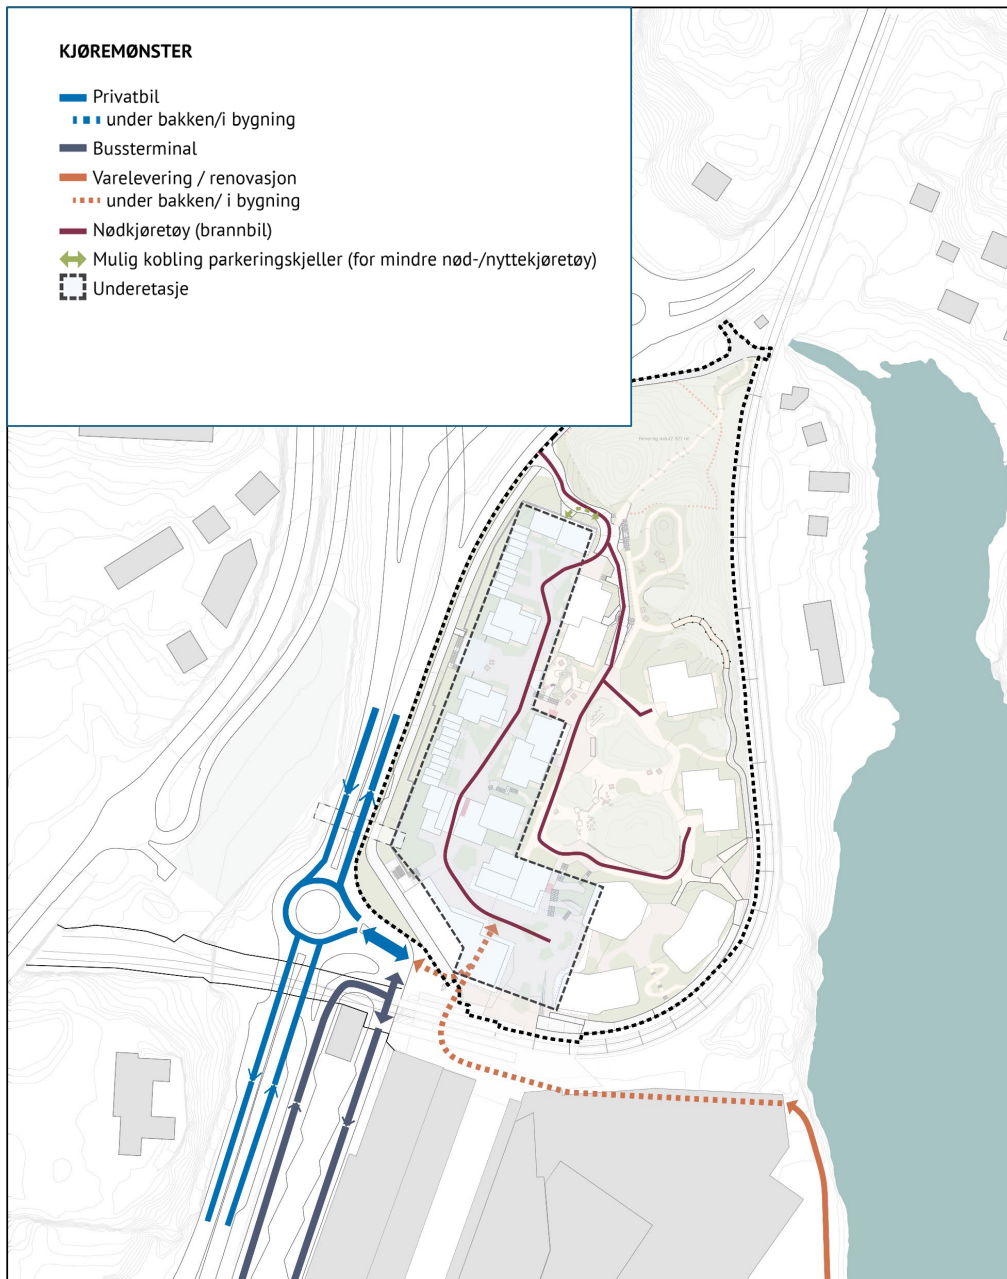 KJØREMØNSTER
Privatbil
under bakken/i bygning
Bussterminal
Varelevering / renovasjon
under bakken/ i bygning
Nødkjøretøy (brannbil)
Mulig kobling parkeringskjeller (for mindre nød-/nyttekjøretøy)
Underetasje